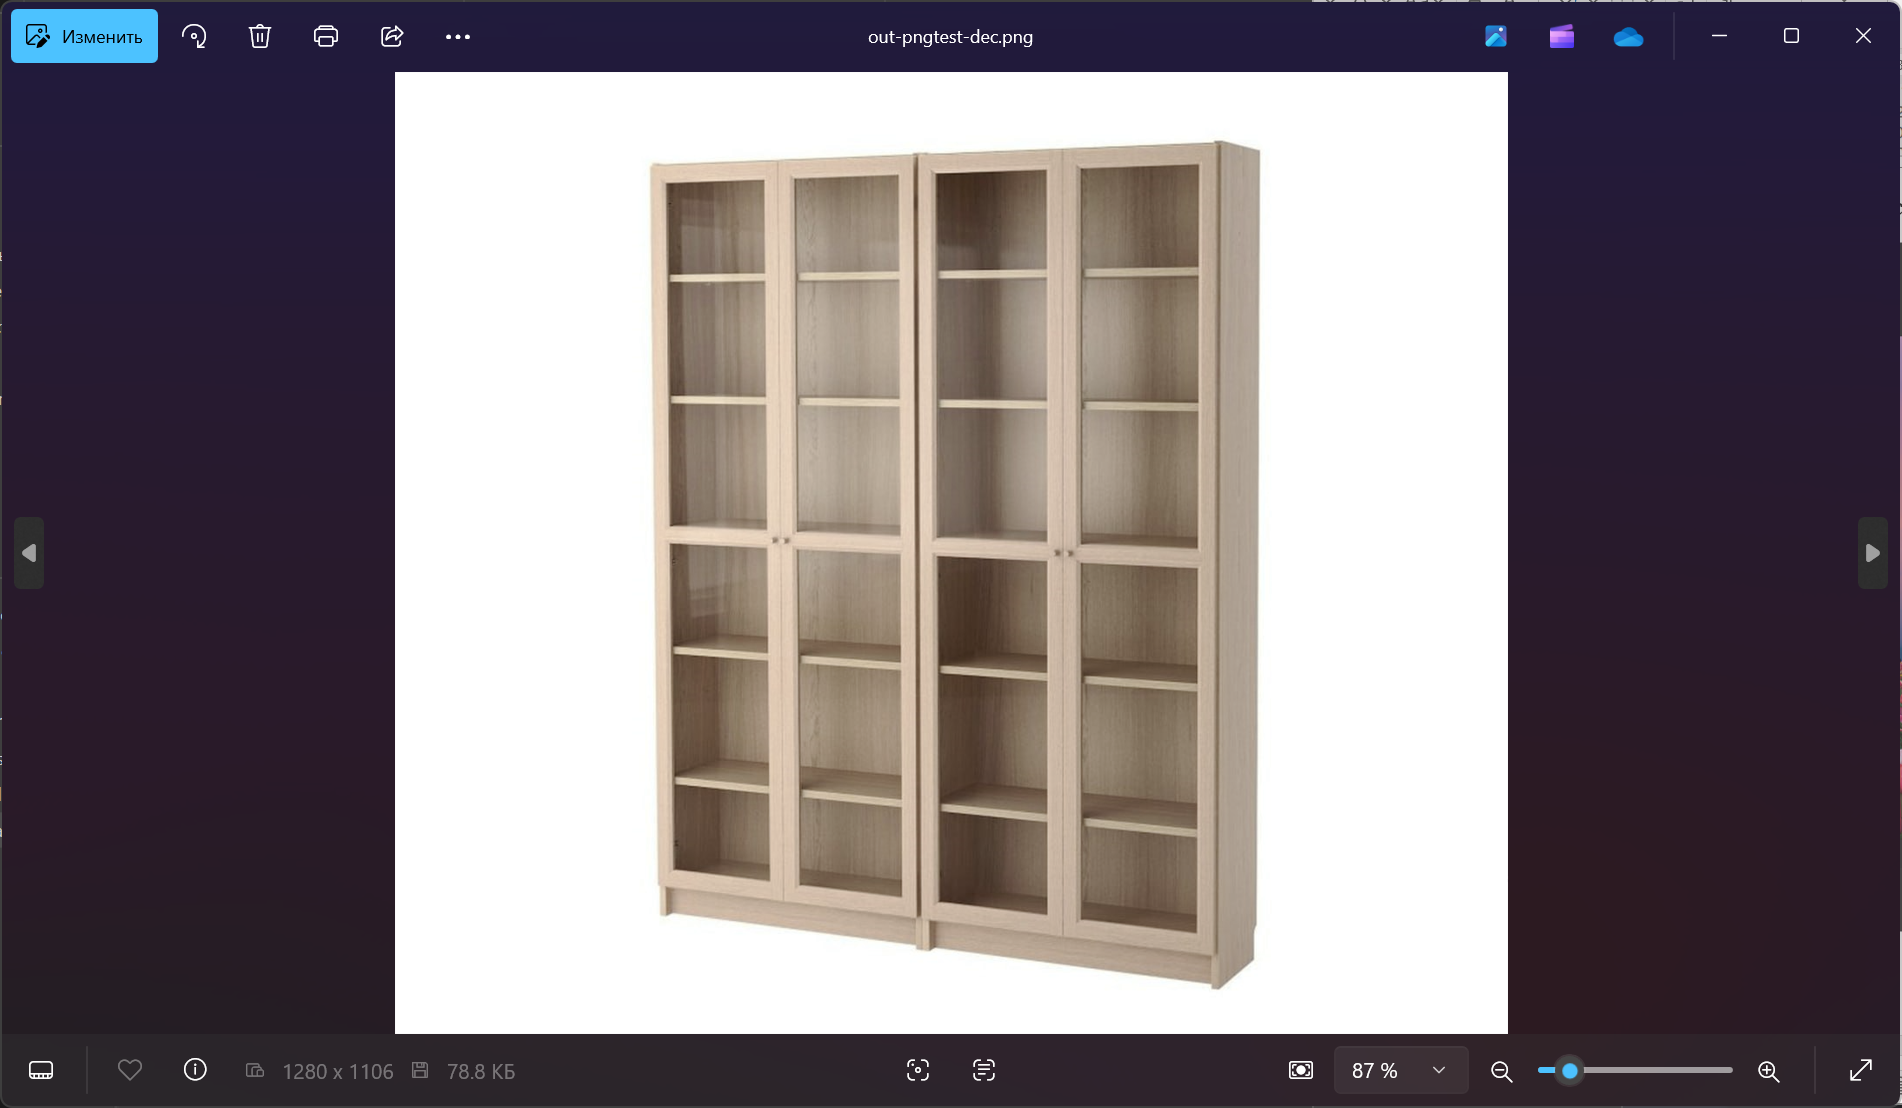 Изменить
out-pngtest-dec.png
1280 x 1106
78.8 КБ
87 %